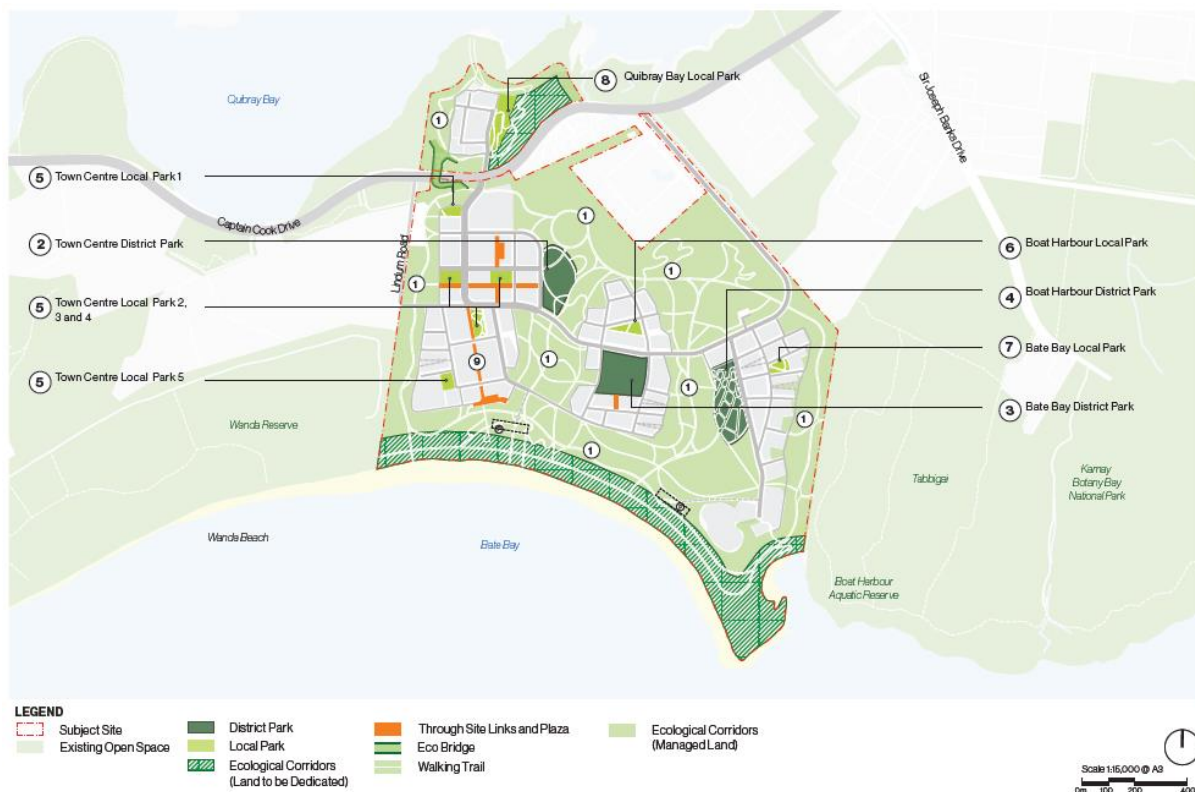 8 Quibray Bay Local Park
Quibray Bay
Sir Joseph Banks Drive
1
5 Town Centre Local Park 1
Captain Cook Drive
Lindum Road
1
2 Town Centre District Park
6 Boat Harbour Local Park
1
1
4 Boat Harbour District Park
5 Town Centre Local Park 2,
3 and 4
7 Bate Bay Local Park
9
1
5 Town Centre Local Park 5
1
3 Bate Bay District Park
1
Wanda Reserve
1
Tabbigai
Kamay
Botany Bay
National Park
Wanda Beach
Bate Bay
Boat Harbour
Aquatic Reserve
LEGEND
Subject Site
Existing Open Space
District Park
Local Park
Ecological Corridors
(Land to be Dedicated)
Through Site Links and Plaza
Eco Bridge
Walking Trail
Ecological Corridors
(Managed Land)
Scale 1:15,000 @ A3
0m 100 200 400